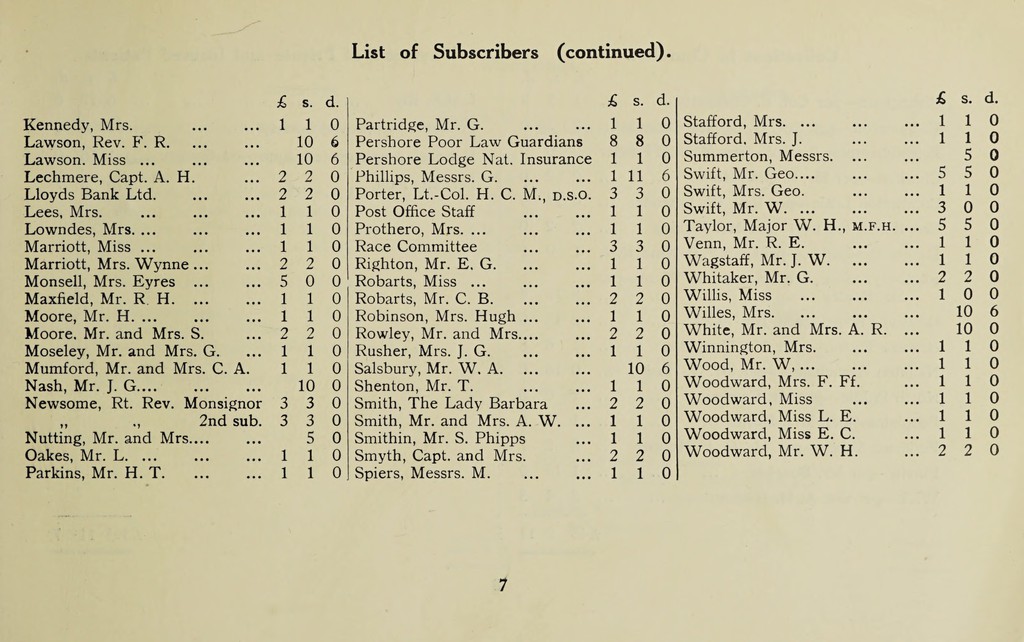 List of Subscribers (continued).
£ s. d.
Kennedy, Mrs. ... ... 1 1 0
Lawson, Rev. F. R. ... ... 10 6
Lawson. Miss ... ... ... 10 6
Lechmere, Capt. A. H. ... 2 2 0
Lloyds Bank Ltd. ... ... 2 2 0
Lees, Mrs. ... ... ... 1 1 0
Lowndes, Mrs. ... ... ... 1 1 0
Marriott, Miss ... ... ... 1 1 0
Marriott, Mrs. Wynne ... ... 2 2 0
Monsell, Mrs. Eyres ... ... 5 0 0
Maxfield, Mr. R. H. ... ... 1 1 0
Moore, Mr. H. ... ... ... 1 1 0
Moore. Mr. and Mrs. S. ... 2 2 0
Moseley, Mr. and Mrs. G. ... 1 1 0
Mumford, Mr. and Mrs. C. A. 1 1 0
Nash, Mr. J. G.... ... ... 10 0
Newsome, Rt. Rev. Monsignor 3 3 0
„ ., 2nd sub. 3 3 0
Nutting, Mr. and Mrs.... ... 5 0
Oakes, Mr. L. ... ... ... 1 1 0
Parkins, Mr. H. T. ... ... 1 1 0
£ s. d.
Partridge, Mr. G. ... ... 1 1 0
Pershore Poor Law Guardians 8 8 0
Pershore Lodge Nat. Insurance 1 1 0
Phillips, Messrs. G. ... ... 1 11 6
Porter, Lt.-Col. H. C. M., D.S.O. 3 3 0
Post Office Staff ... ... 1 1 0
Prothero, Mrs. ... ... ... 1 1 0
Race Committee ... ... 3 3 0
Righton, Mr. E. G. ... ... 1 1 0
Robarts, Miss ... ... ... 1 1 0
Robarts, Mr. C. B. ... ... 2 2 0
Robinson, Mrs. Hugh ... ... 1 1 0
Rowley, Mr. and Mrs.... ... 2 2 0
Rusher, Mrs. J. G. ... ... 1 1 0
Salsbury, Mr. W. A. ... ... 10 6
Shenton, Mr. T. ... ... 1 1 0
Smith, The Lady Barbara ... 2 2 0
Smith, Mr. and Mrs. A. W. ... 1 1 0
Smithin, Mr. S. Phipps ... 1 1 0
Smyth, Capt. and Mrs. ... 2 2 0
Spiers, Messrs. M. ... ... 1 1 0
£ s. d.
Stafford, Mrs. ... ... ... 1 1 0
Stafford. Mrs. J. ... ... 1 1 0
Summerton, Messrs. ... ... 5 0
Swift, Mr. Geo.... ... ... 5 5 0
Swift, Mrs. Geo. ... ... 1 1 0
Swift, Mr. W. ... ... ... 3 0 0
Taylor, Major W. H., M.F.H. ... 5 5 0
Venn, Mr. R. E. ... ... 1 1 0
Wagstaff, Mr. J. W. ... ... 1 1 0
Whitaker, Mr. G. ... ... 2 2 0
Willis, Miss ... ... ... 1 0 0
Willes, Mrs. ... ... ... 10 6
White, Mr. and Mrs. A. R. ... 10 0
Winnington, Mrs. ... ... 1 1 0
Wood, Mr. W, ... ... ... 1 1 0
Woodward, Mrs. F. Ff. ... 1 1 0
Woodward, Miss ... ... 1 1 0
Woodward, Miss L. E. ... 1 1 0
Woodward, Miss E. C. ... 1 1 0
Woodward, Mr. W. H. ... 2 2 0
7